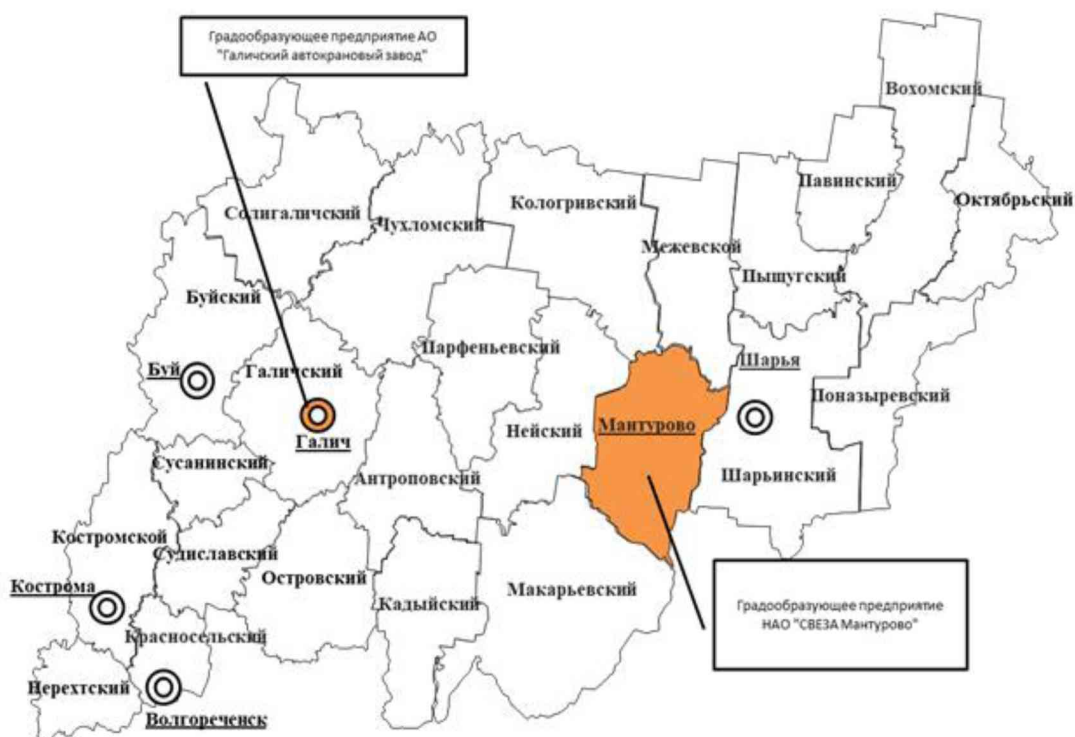 Градообразующее предприятие АО
"Галичский автокрановый завод"
Вохомский
Павинский
Октябрьский
Кологривский
Солигаличский
Чухломский
Межевской
Пыщугский
Буйский
Парфеньевский
Шарья
Буй
Галичский
Поназыревский
Галич
Нейский
Мантурово
Сусанинский
Антроповский
Шарьинский
Костромской
Судиславский
Островский
Кострома
Кадыйский
Макарьевский
Градообразующее предприятие
НАО "СВЕЗА Мантурово"
Красносельский
Нерехтский
Волгореченск